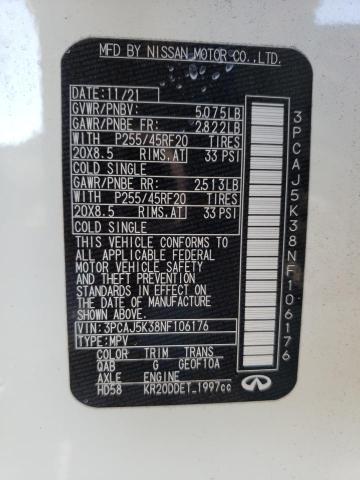 MFD BY NISSAN MOTOR CO.,LTD.
DATE: 11/21
GVWR/PNBV: 5,075LB
GAWR/PNBE FR: 2,822LB
WITH P255/45RF20 TIRES
20X8.5 RIMS.AT 33 PSI
COLD SINGLE
GAWR/PNBE RR: 2,513LB
WITH P255/45RF20 TIRES
20X8.5 RIMS.AT 33 PSI
COLD SINGLE
THIS VEHICLE CONFORMS TO
ALL APPLICABLE FEDERAL
MOTOR VEHICLE SAFETY
AND THEFT PREVENTION
STANDARDS IN EFFECT ON
THE DATE OF MANUFACTURE
SHOWN ABOVE
VIN: 3PCAJ5K38NF106176
TYPE: MPV
COLOR TRIM TRANS
QAB G GE0F10A
AXLE ENGINE
HD58 KR20DDET 1997cc
INFINITI
3PCAJ5K38NF106176